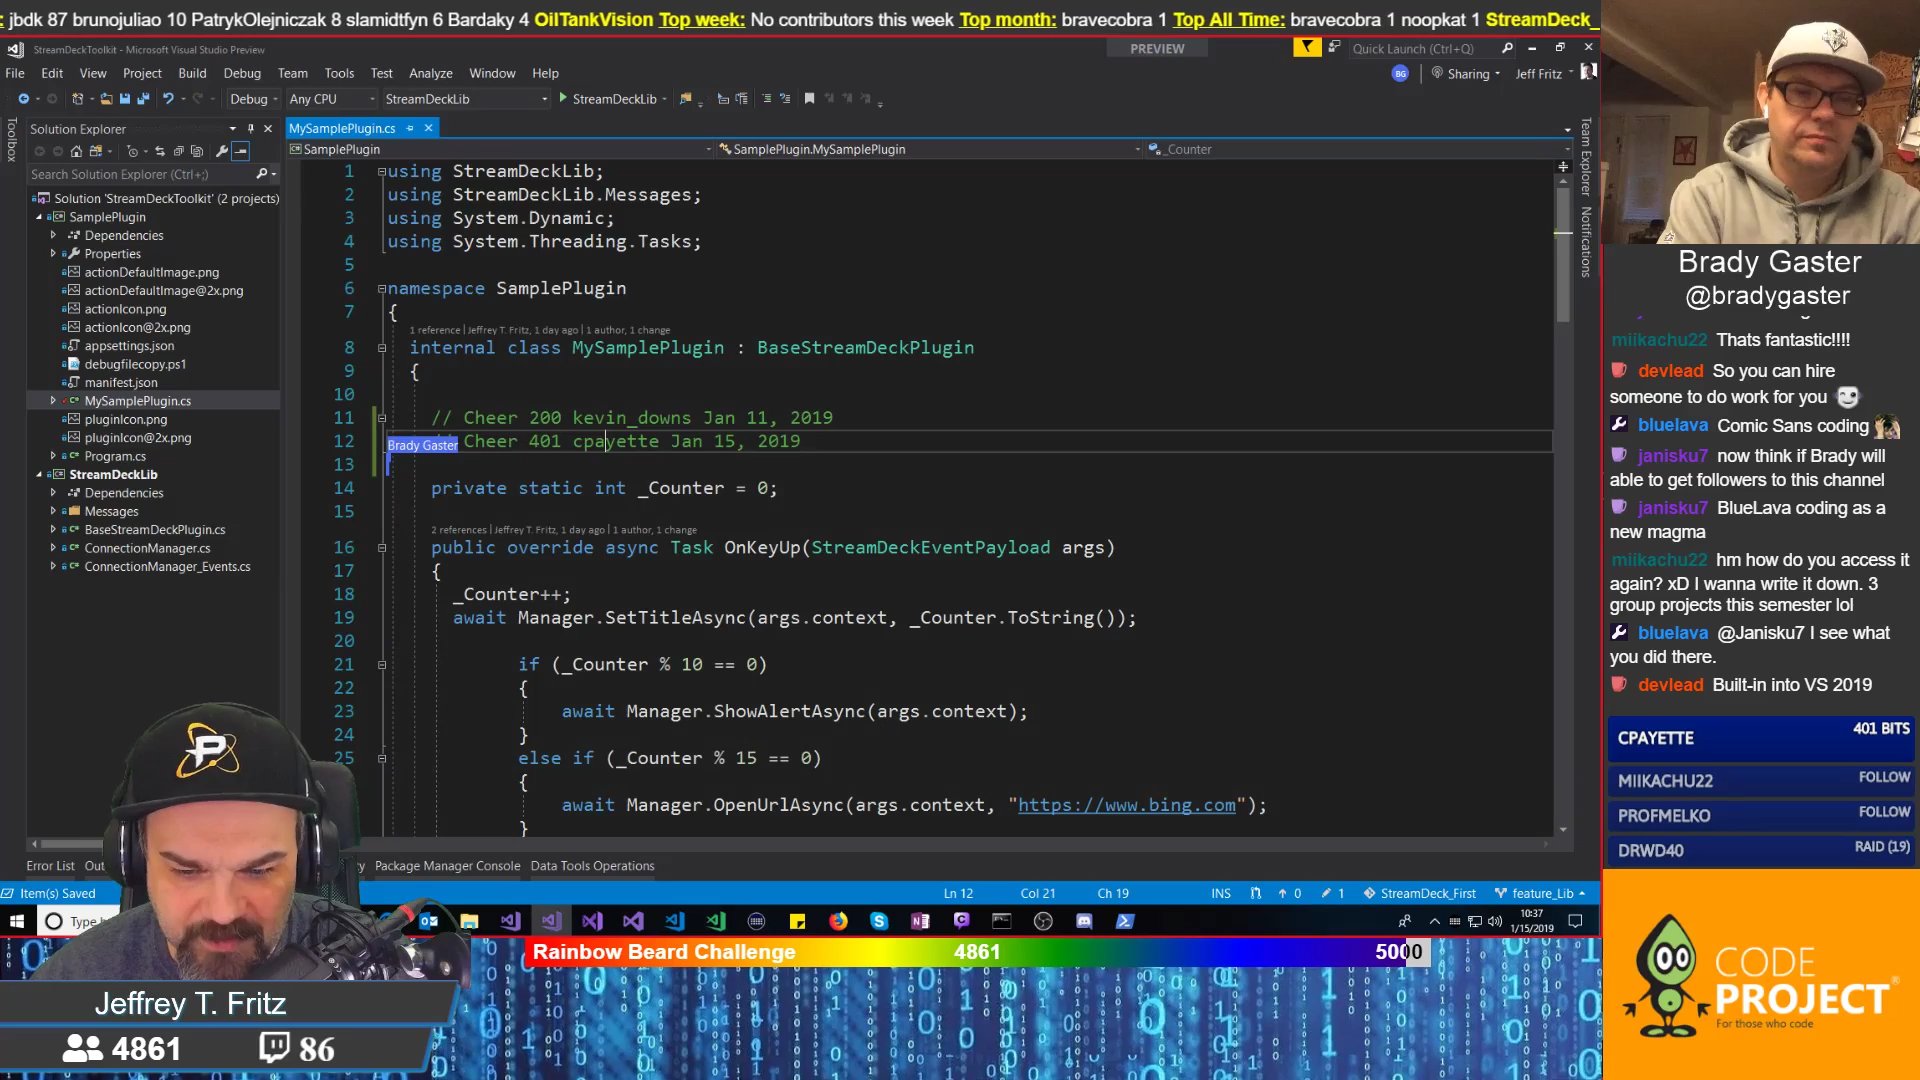 : jbdk 87 brunojuliao 10 PatrykOlejniczak 8 slamidtfyn 6 Bardaky 4 OilTankVision Top week: No contributors this week Top month: bravecobra 1 Top All Time: bravecobra 1 noopkat 1 StreamDeck_
StreamDeckToolkit - Microsoft Visual Studio Preview
PREVIEW
Quick Launch (Ctrl+Q)
File Edit View Project Build Debug Team Tools Test Analyze Window Help
BG Sharing Jeff Fritz
Debug Any CPU StreamDeckLib StreamDeckLib
Toolbox
Solution Explorer
Search Solution Explorer (Ctrl+;)
Solution 'StreamDeckToolkit' (2 projects)
SamplePlugin
Dependencies
Properties
actionDefaultImage.png
actionDefaultImage@2x.png
actionIcon.png
actionIcon@2x.png
appsettings.json
debugfilecopy.ps1
manifest.json
MySamplePlugin.cs
pluginIcon.png
pluginIcon@2x.png
Program.cs
StreamDeckLib
Dependencies
Messages
BaseStreamDeckPlugin.cs
ConnectionManager.cs
ConnectionManager_Events.cs
MySamplePlugin.cs
SamplePlugin SamplePlugin.MySamplePlugin _Counter
1 using StreamDeckLib;
2 using StreamDeckLib.Messages;
3 using System.Dynamic;
4 using System.Threading.Tasks;
5
6 namespace SamplePlugin
7 {
1 reference | Jeffrey T. Fritz, 1 day ago | 1 author, 1 change
8 internal class MySamplePlugin : BaseStreamDeckPlugin
9 {
10
11 // Cheer 200 kevin_downs Jan 11, 2019
12 Cheer 401 cpayette Jan 15, 2019
Brady Gaster
13
14 private static int _Counter = 0;
15
2 references | Jeffrey T. Fritz, 1 day ago | 1 author, 1 change
16 public override async Task OnKeyUp(StreamDeckEventPayload args)
17 {
18 _Counter++;
19 await Manager.SetTitleAsync(args.context, _Counter.ToString());
20
21 if (_Counter % 10 == 0)
22 {
23 await Manager.ShowAlertAsync(args.context);
24 }
25 else if (_Counter % 15 == 0)
{
await Manager.OpenUrlAsync(args.context, "https://www.bing.com");
}
Team Explorer
Notifications
Error List Out Package Manager Console Data Tools Operations
Item(s) Saved Ln 12 Col 21 Ch 19 INS 0 1 StreamDeck_First feature_Lib
Type h
10:37
1/15/2019
Brady Gaster
@bradygaster
miikachu22 Thats fantastic!!!!
devlead So you can hire
someone to do work for you
bluelava Comic Sans coding
janisku7 now think if Brady will
able to get followers to this channel
janisku7 BlueLava coding as a
new magma
miikachu22 hm how do you access it
again? xD I wanna write it down. 3
group projects this semester lol
bluelava @Janisku7 I see what
you did there.
devlead Built-in into VS 2019
CPAYETTE 401 BITS
MIIKACHU22 FOLLOW
PROFMELKO FOLLOW
DRWD40 RAID (19)
Rainbow Beard Challenge 4861 5000
Jeffrey T. Fritz
4861 86
CODE
PROJECT®
For those who code